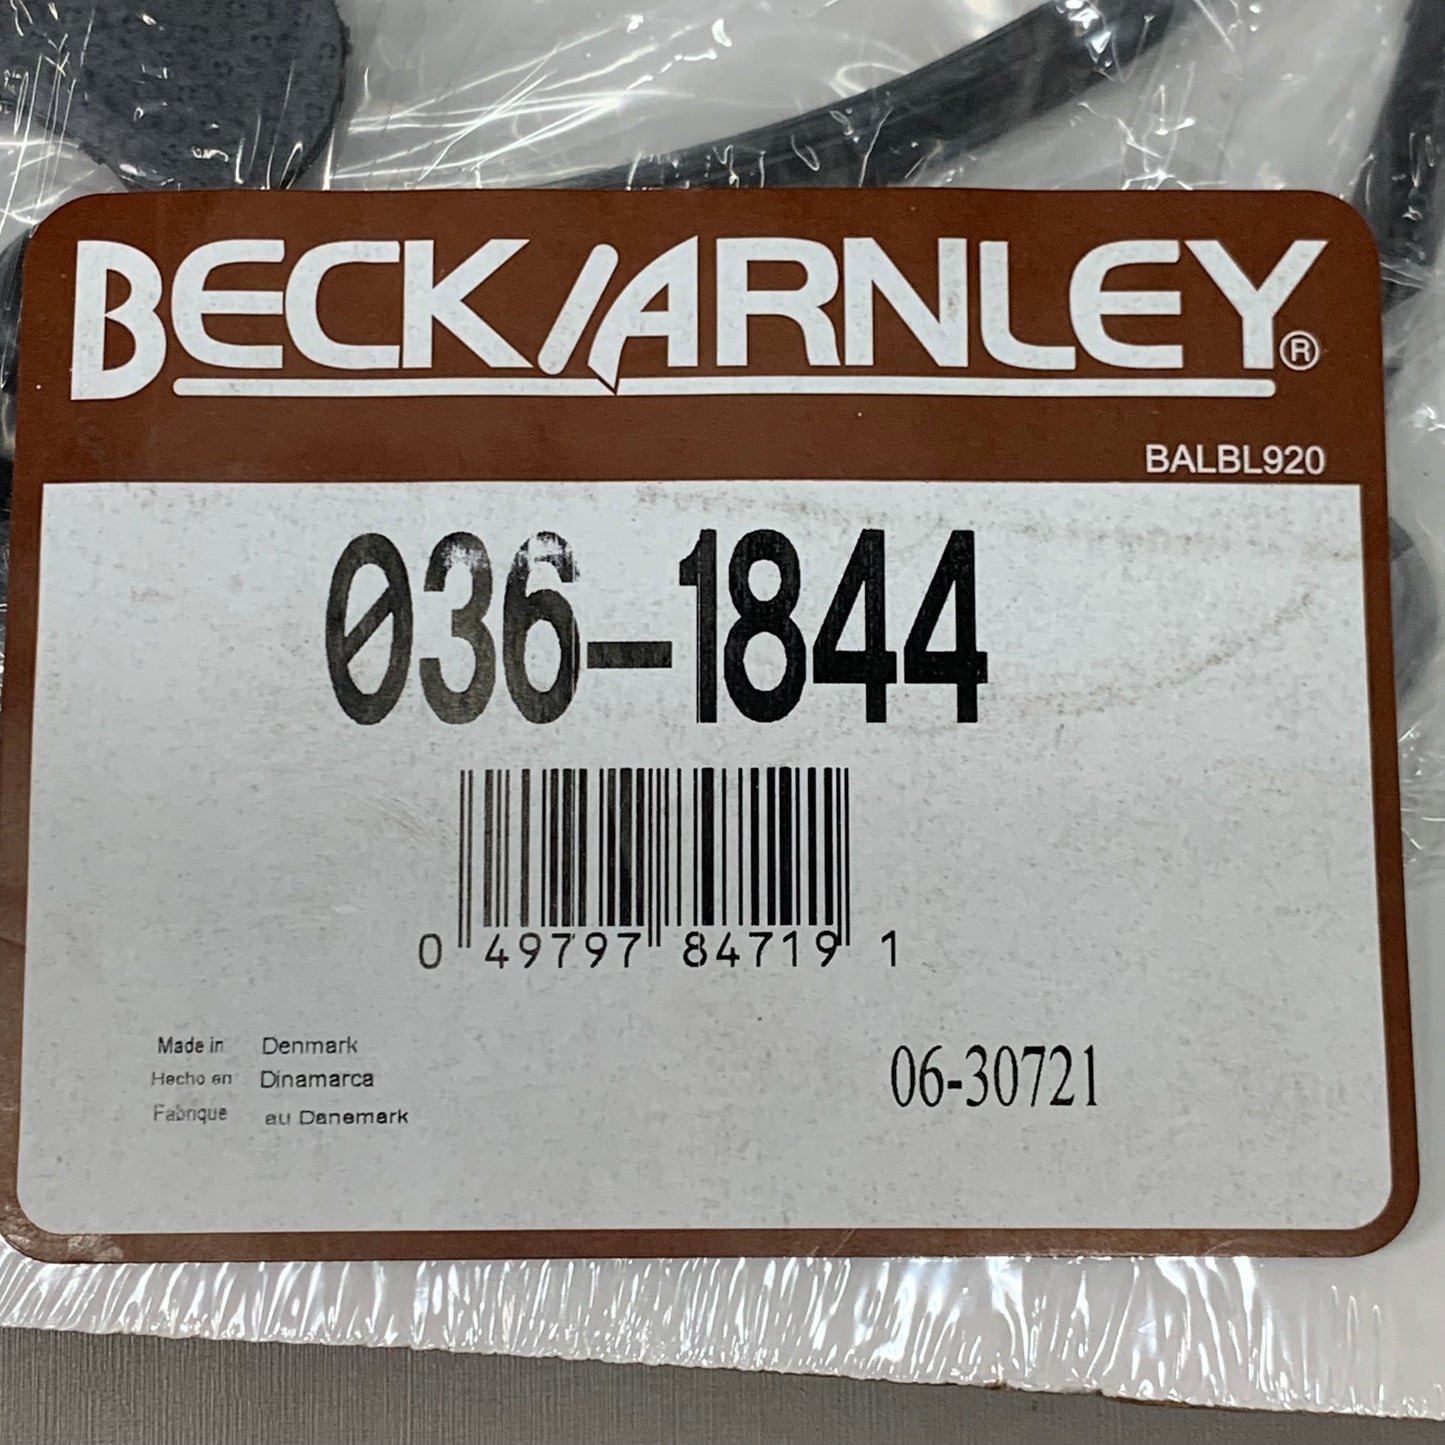 BECK/ARNLEY®
BALBL920
036-1844
0 49797 84719 1
Made in Denmark
Hecho en Dinamarca
Fabrique au Danemark
06-30721